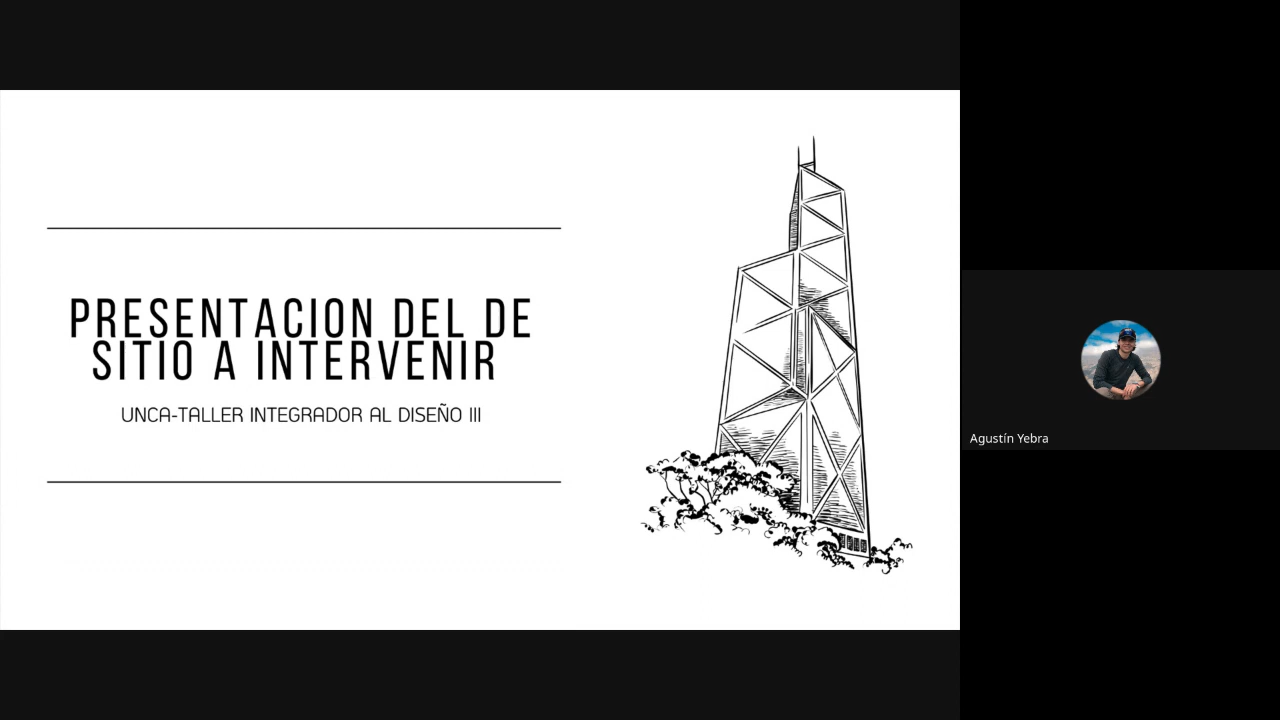 PRESENTACION DEL DE
SITIO A INTERVENIR
UNCA-TALLER INTEGRADOR AL DISEÑO III
Agustín Yebra